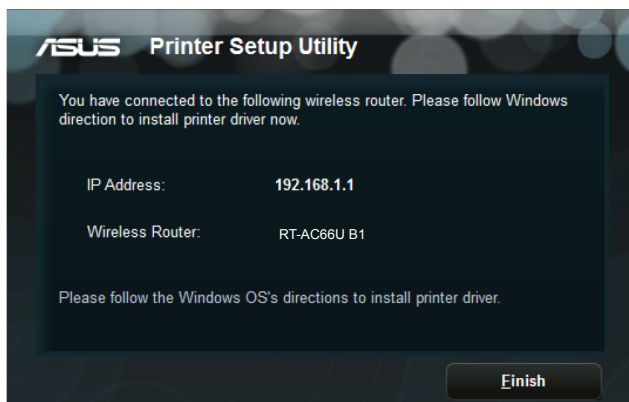 ASUS Printer Setup Utility
You have connected to the following wireless router. Please follow Windows
direction to install printer driver now.
IP Address: 192.168.1.1
Wireless Router: RT-AC66U B1
Please follow the Windows OS's directions to install printer driver.
Finish